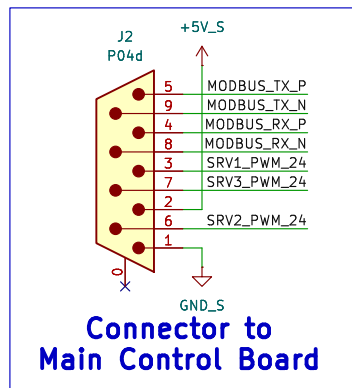 +5V_S
J2
P04d
5 MODBUS_TX_P
9 MODBUS_TX_N
4 MODBUS_RX_P
8 MODBUS_RX_N
3 SRV1_PWM_24
7 SRV3_PWM_24
2
6 SRV2_PWM_24
1
0
GND_S
Connector to
Main Control Board